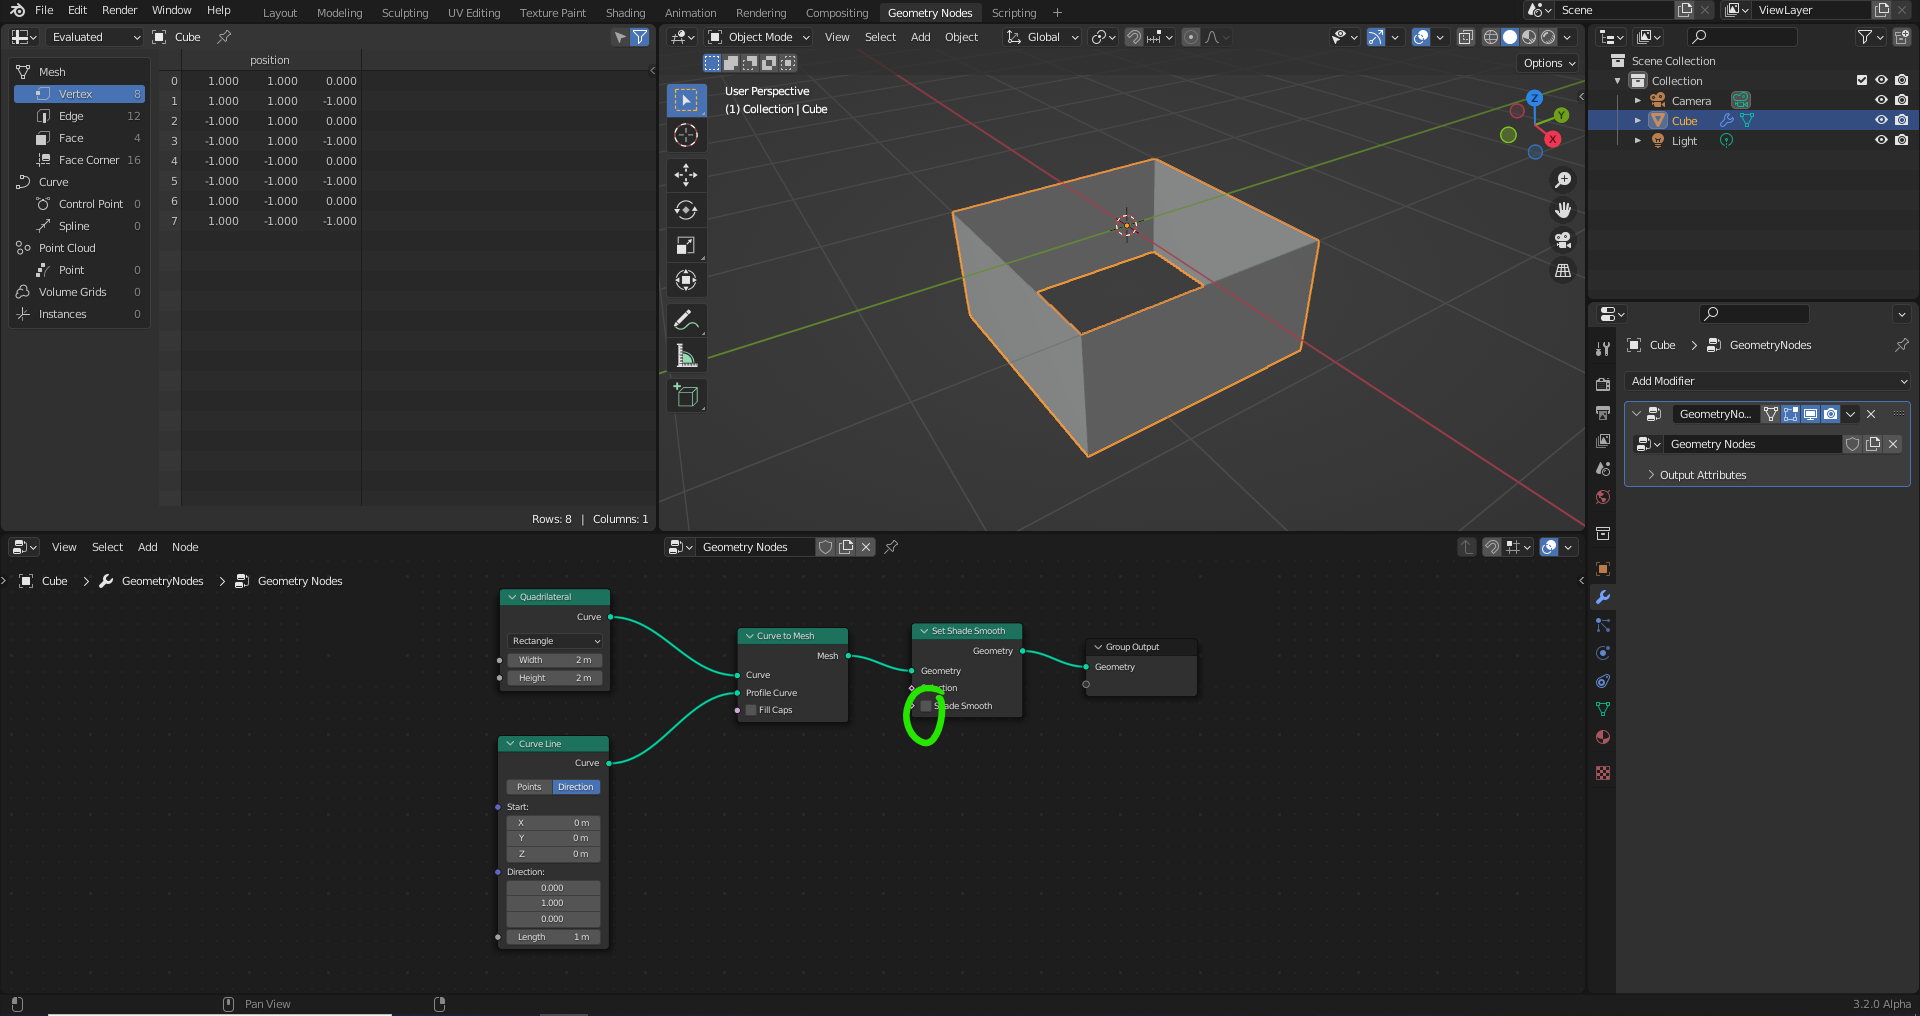 File Edit Render Window Help
Layout Modeling Sculpting UV Editing Texture Paint Shading Animation Rendering Compositing Geometry Nodes Scripting +
Scene
ViewLayer
Evaluated
Cube
Object Mode
View Select Add Object
Global
Options
position
Mesh
Vertex 8
Edge 12
Face 4
Face Corner 16
Curve
Control Point 0
Spline 0
Point Cloud
Point 0
Volume Grids 0
Instances 0
0 1.000 1.000 0.000
1 1.000 1.000 -1.000
2 -1.000 1.000 0.000
3 -1.000 1.000 -1.000
4 -1.000 -1.000 0.000
5 -1.000 -1.000 -1.000
6 1.000 -1.000 0.000
7 1.000 -1.000 -1.000
Rows: 8 | Columns: 1
User Perspective
(1) Collection | Cube
Z
Y
X
Scene Collection
Collection
Camera
Cube
Light
Cube > GeometryNodes
Add Modifier
GeometryNo...
Geometry Nodes
Output Attributes
View Select Add Node
Geometry Nodes
Cube > GeometryNodes > Geometry Nodes
Quadrilateral
Curve
Rectangle
Width 2 m
Height 2 m
Curve Line
Curve
Points Direction
Start:
X 0 m
Y 0 m
Z 0 m
Direction:
0.000
1.000
0.000
Length 1 m
Curve to Mesh
Mesh
Curve
Profile Curve
Fill Caps
Set Shade Smooth
Geometry
Geometry
Smooth
Group Output
Geometry
Pan View
3.2.0 Alpha